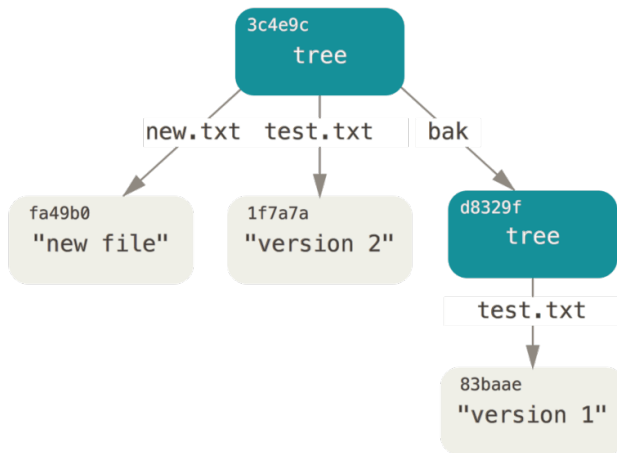 3c4e9c
tree
new.txt test.txt bak
fa49b0
"new file"
1f7a7a
"version 2"
d8329f
tree
test.txt
83baae
"version 1"